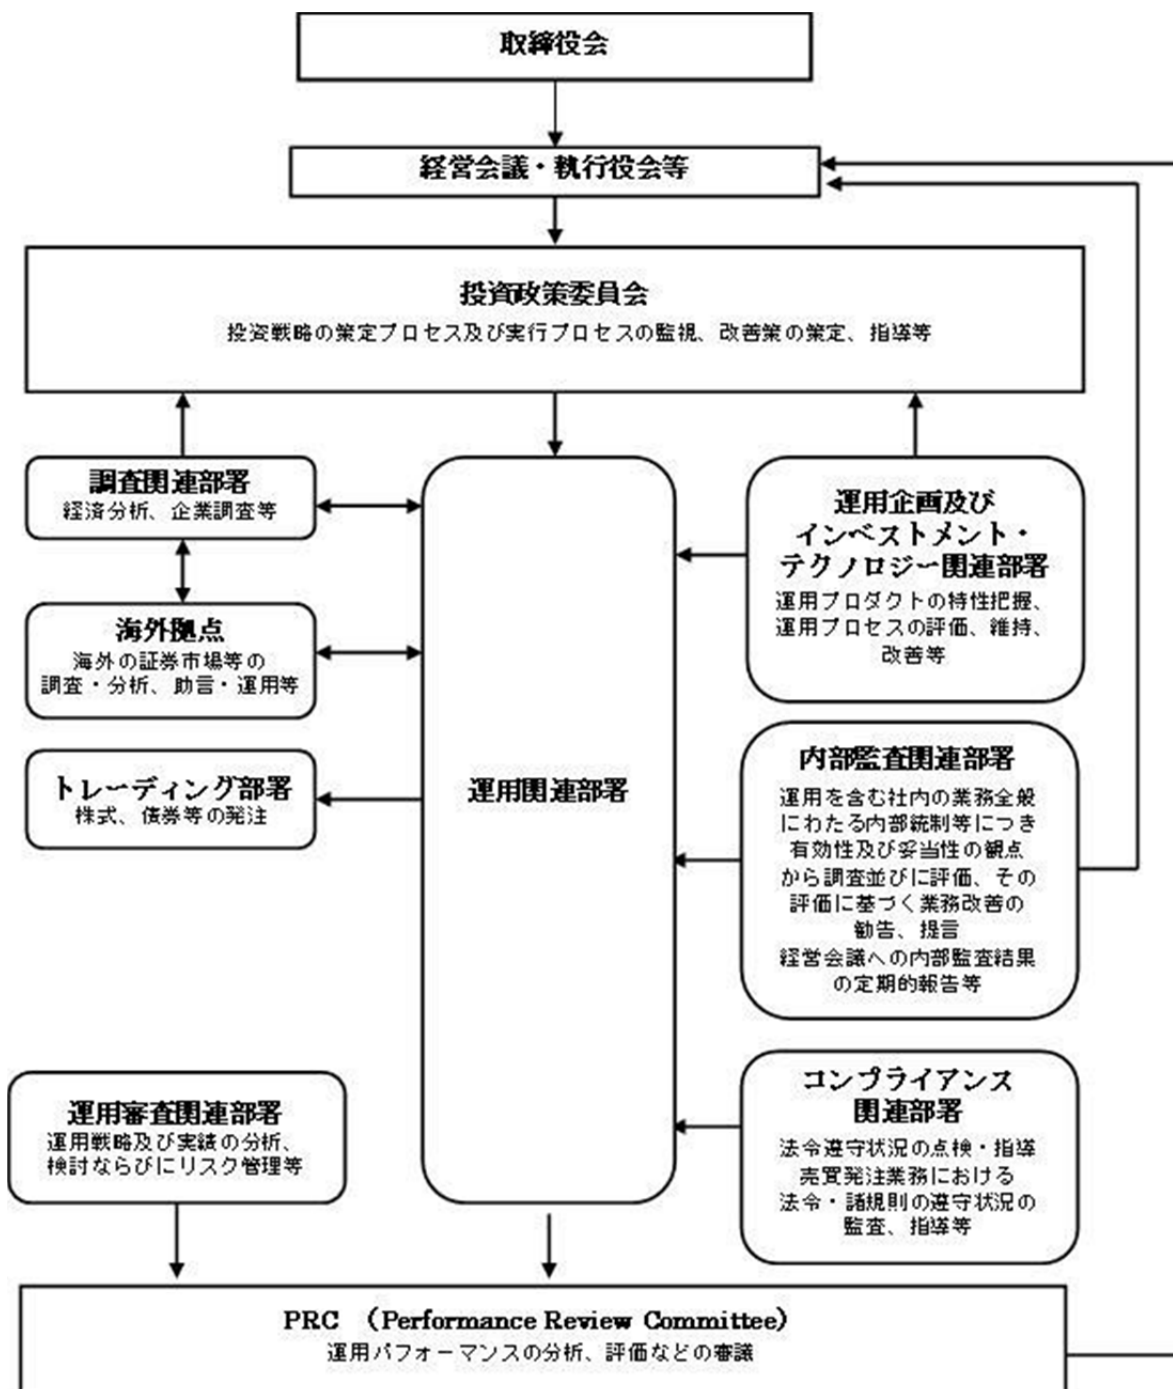 取締役会
経営会議・執行役会等
投資政策委員会
投資戦略の策定プロセス及び実行プロセスの監視、改善策の策定、指導等
調査関連部署
経済分析、企業調査等
海外拠点
海外の証券市場等の
調査・分析、助言・運用等
トレーディング部署
株式、債券等の発注
運用関連部署
運用企画及び
インベストメント・
テクノロジー関連部署
運用プロダクトの特性把握、
運用プロセスの評価、維持、
改善等
内部監査関連部署
運用を含む社内の業務全般
にわたる内部統制等につき
有効性及び妥当性の観点
から調査並びに評価、その
評価に基づく業務改善の
勧告、提言
経営会議への内部監査結果
の定期的報告等
コンプライアンス
関連部署
法令遵守状況の点検・指導
売買発注業務における
法令・諸規則の遵守状況の
監査、指導等
運用審査関連部署
運用戦略及び実績の分析、
検討ならびにリスク管理等
PRC （Performance Review Committee）
運用パフォーマンスの分析、評価などの審議